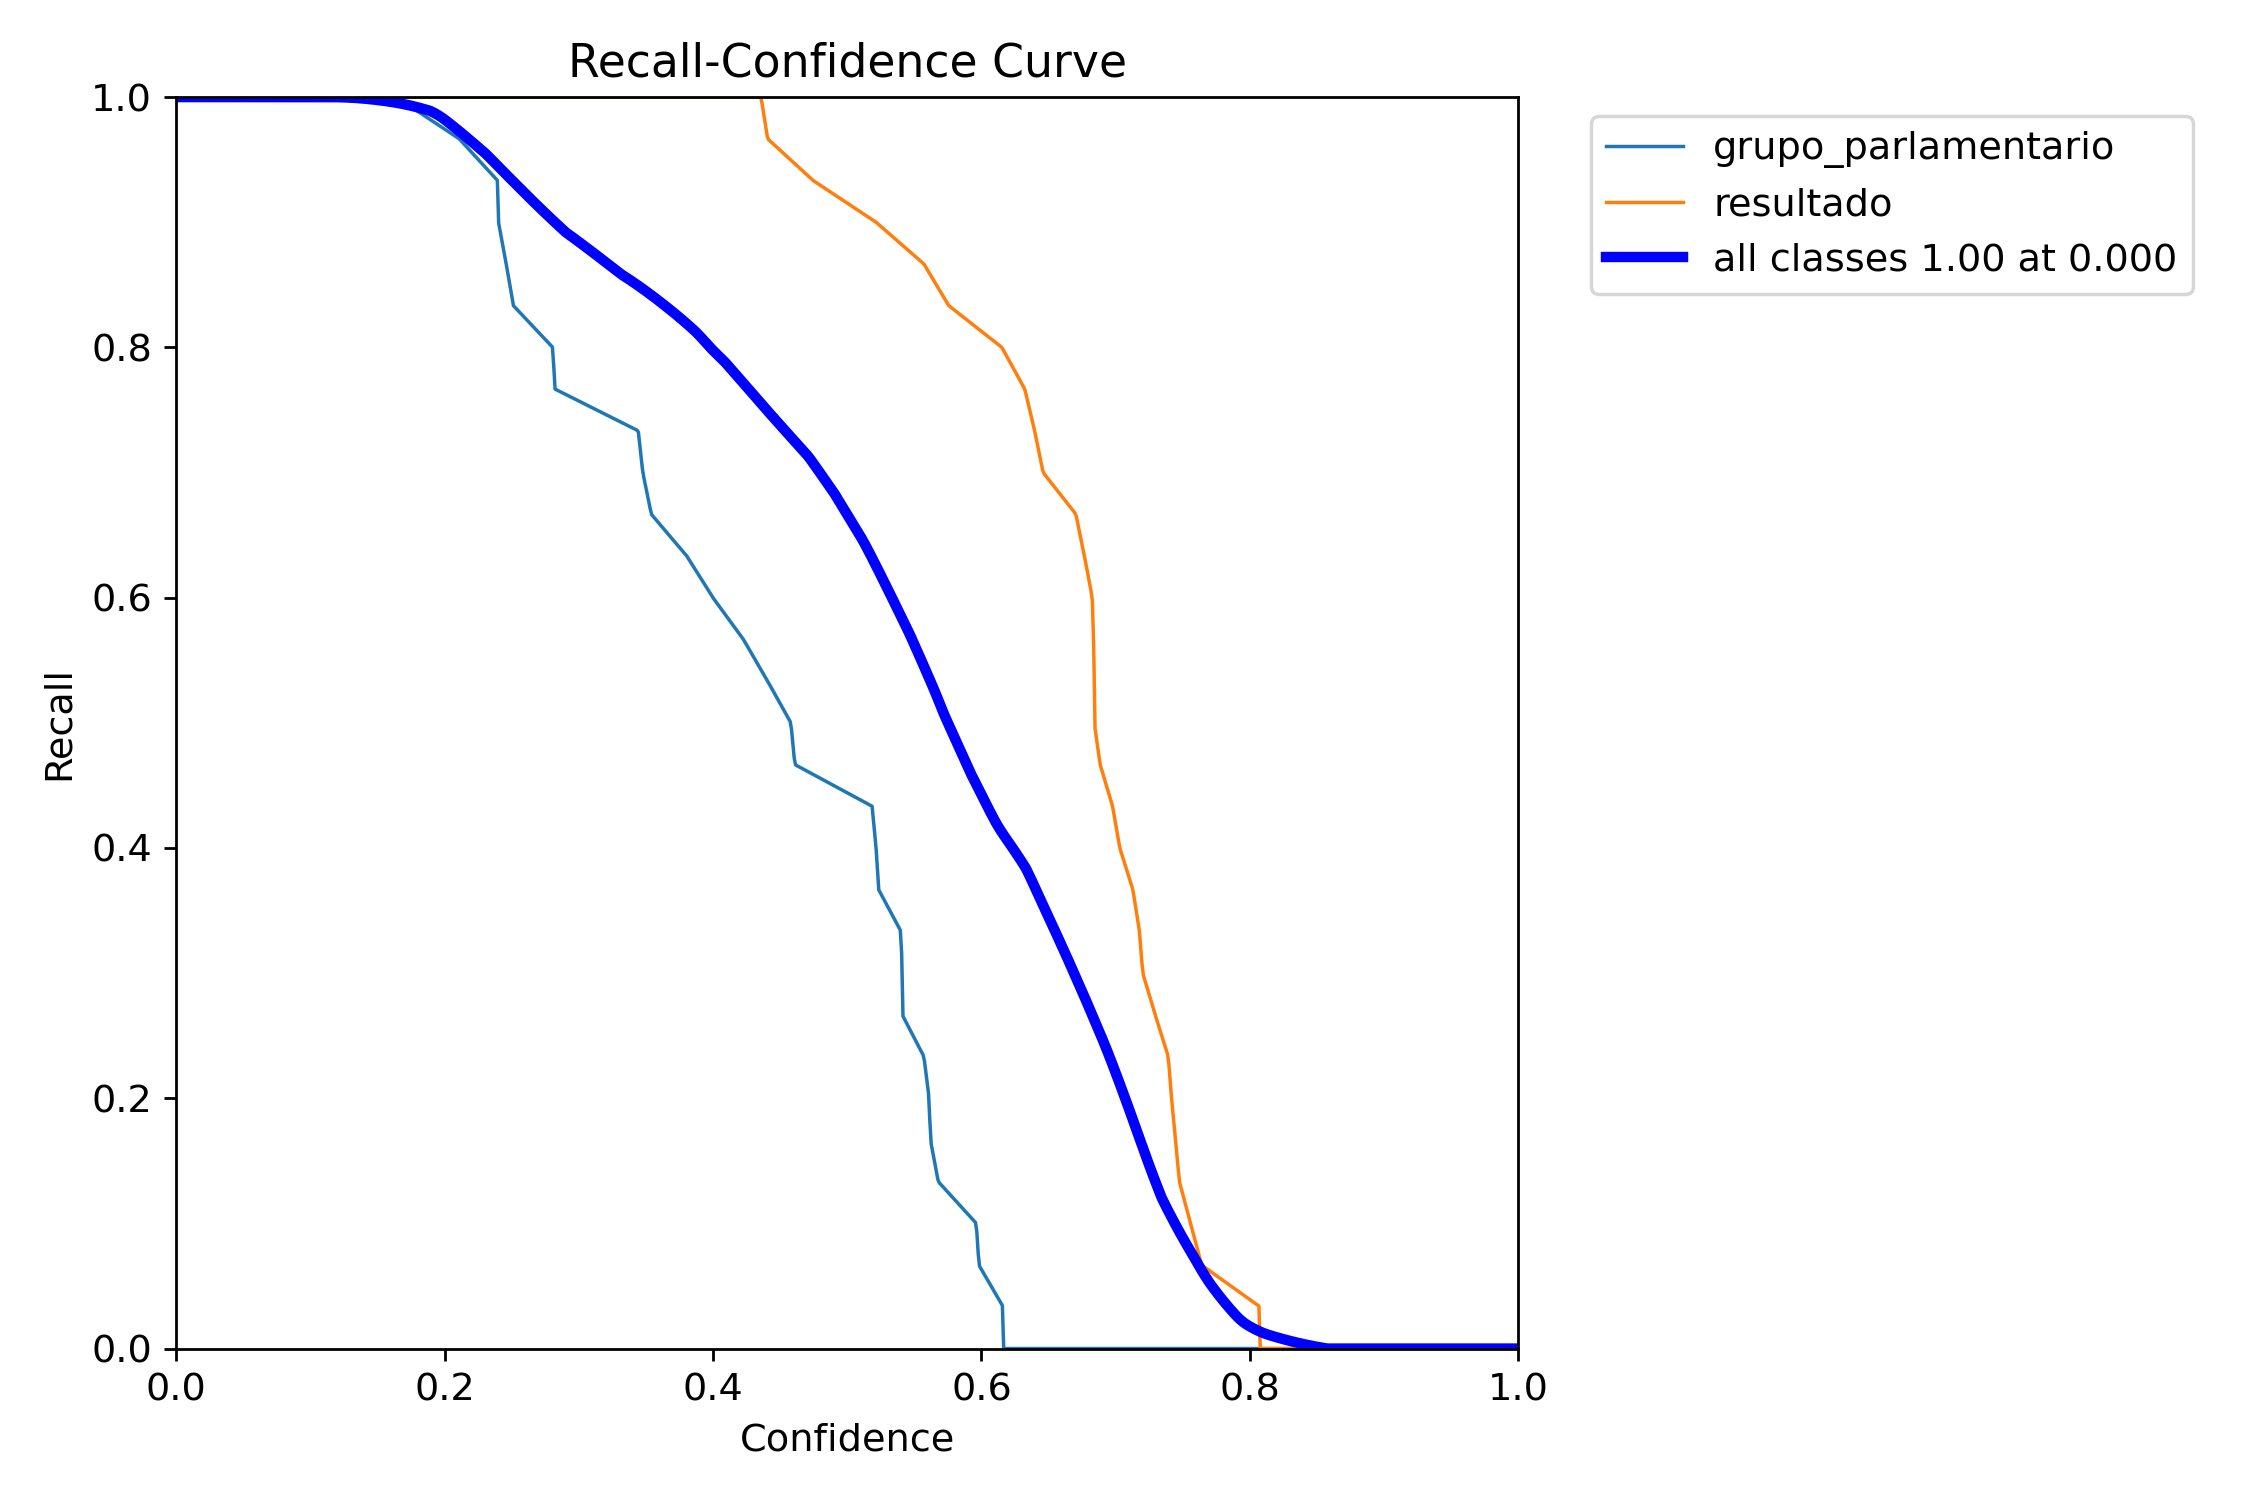 Recall-Confidence Curve
1.0
0.8
0.6
0.4
0.2
0.0
Recall
0.0 0.2 0.4 0.6 0.8 1.0
Confidence
grupo_parlamentario
resultado
all classes 1.00 at 0.000